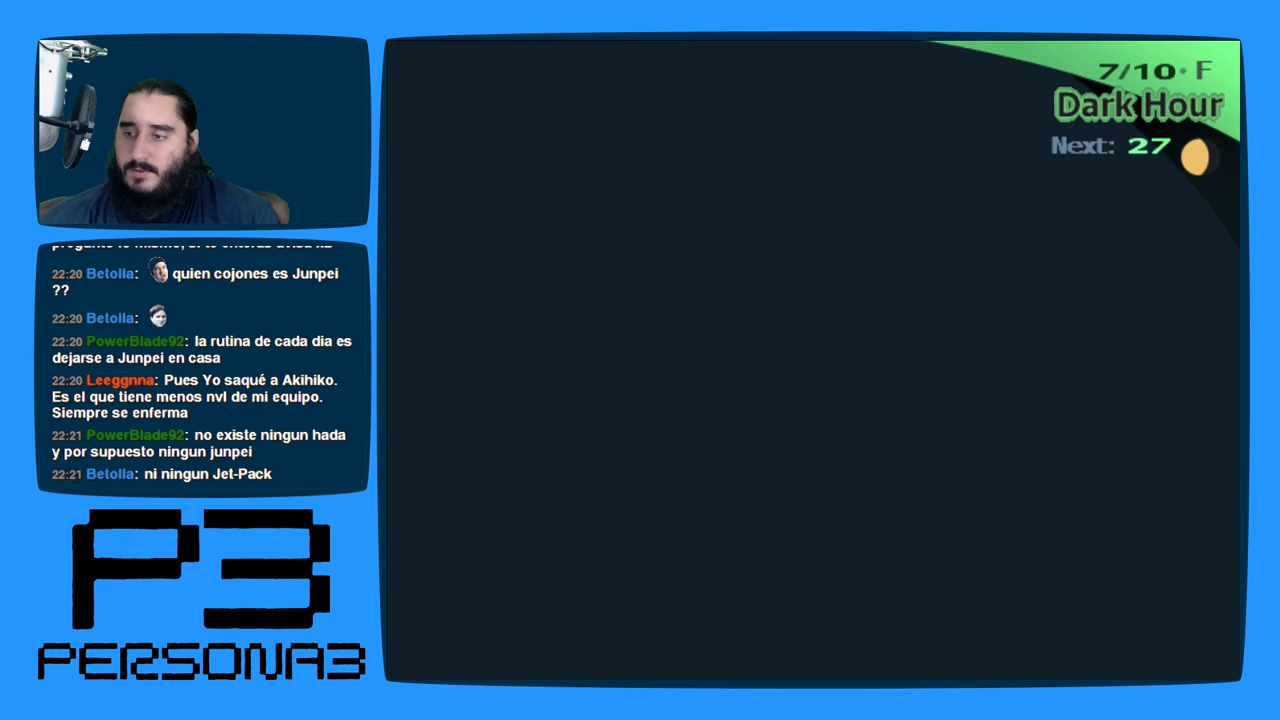 7/10 · F
Dark Hour
Next: 27
22:20 Betolla: quien cojones es Junpei
??
22:20 Betolla:
22:20 PowerBlade92: la rutina de cada dia es
dejarse a Junpei en casa
22:20 Leeggnna: Pues Yo saqué a Akihiko.
Es el que tiene menos nvl de mi equipo.
Siempre se enferma
22:21 PowerBlade92: no existe ningun hada
y por supuesto ningun junpei
22:21 Betolla: ni ningun Jet-Pack
P3
PERSONA3